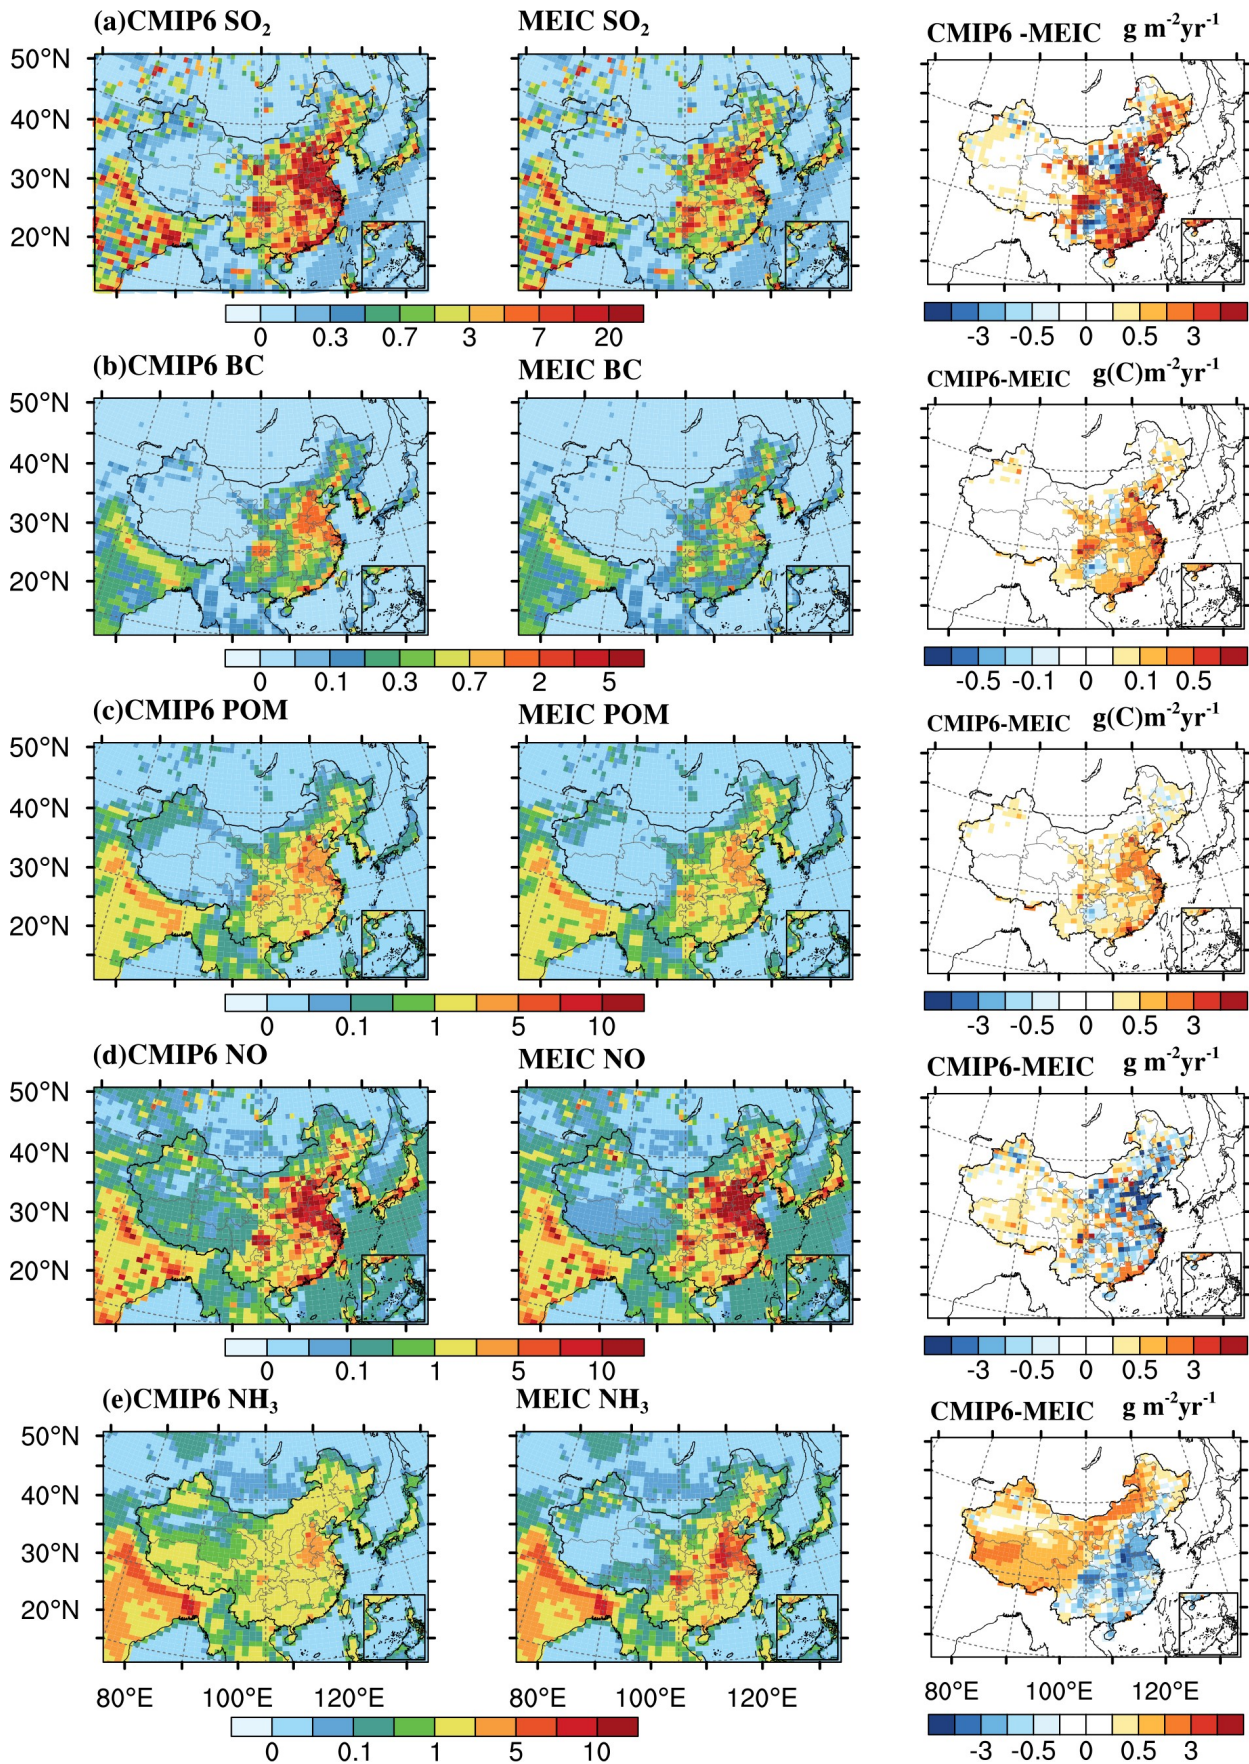 (a)CMIP6 SO₂ MEIC SO₂ CMIP6 -MEIC g m⁻²yr⁻¹
50°N
40°N
30°N
20°N
0 0.3 0.7 3 7 20 -3 -0.5 0 0.5 3
(b)CMIP6 BC MEIC BC CMIP6-MEIC g(C)m⁻²yr⁻¹
50°N
40°N
30°N
20°N
0 0.1 0.3 0.7 2 5 -0.5 -0.1 0 0.1 0.5
(c)CMIP6 POM MEIC POM CMIP6-MEIC g(C)m⁻²yr⁻¹
50°N
40°N
30°N
20°N
0 0.1 1 5 10 -3 -0.5 0 0.5 3
(d)CMIP6 NO MEIC NO CMIP6-MEIC g m⁻²yr⁻¹
50°N
40°N
30°N
20°N
0 0.1 1 5 10 -3 -0.5 0 0.5 3
(e)CMIP6 NH₃ MEIC NH₃ CMIP6-MEIC g m⁻²yr⁻¹
50°N
40°N
30°N
20°N
80°E 100°E 120°E 80°E 100°E 120°E 80°E 100°E 120°E
0 0.1 1 5 10 -3 -0.5 0 0.5 3